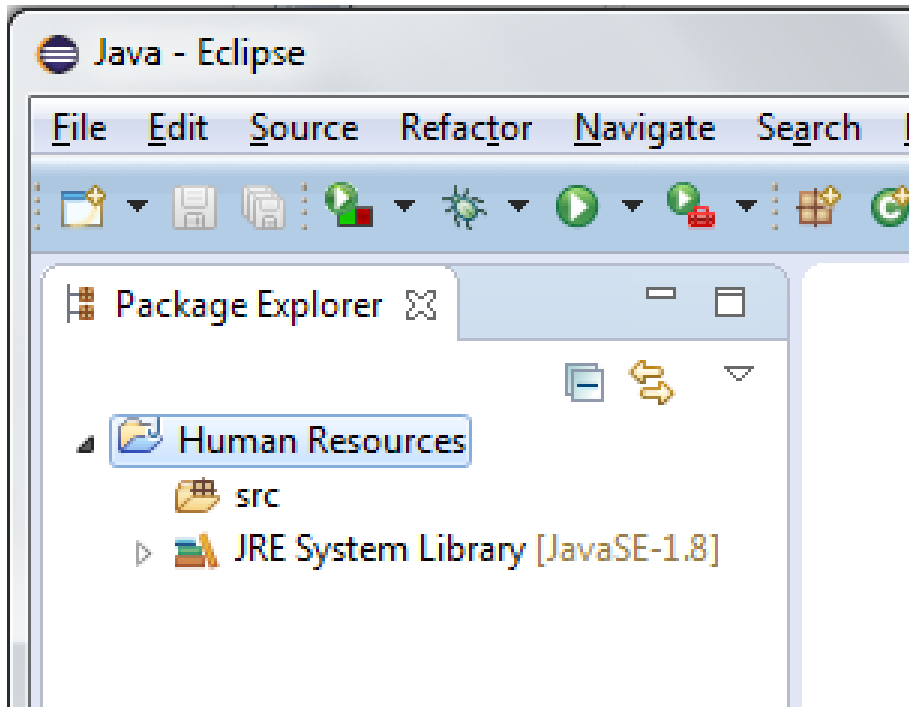 Java - Eclipse
File Edit Source Refactor Navigate Search
Package Explorer
Human Resources
src
JRE System Library [JavaSE-1.8]